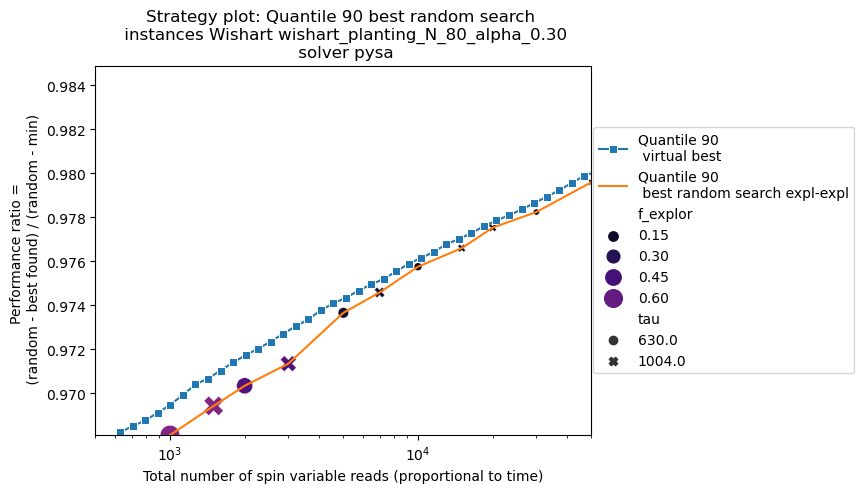 Strategy plot: Quantile 90 best random search
instances Wishart wishart_planting_N_80_alpha_0.30
solver pysa
Performance ratio =
(random - best found) / (random - min)
0.984
0.982
0.980
0.978
0.976
0.974
0.972
0.970
10³
10⁴
Total number of spin variable reads (proportional to time)
Quantile 90
virtual best
Quantile 90
best random search expl-expl
f_explor
0.15
0.30
0.45
0.60
tau
630.0
1004.0